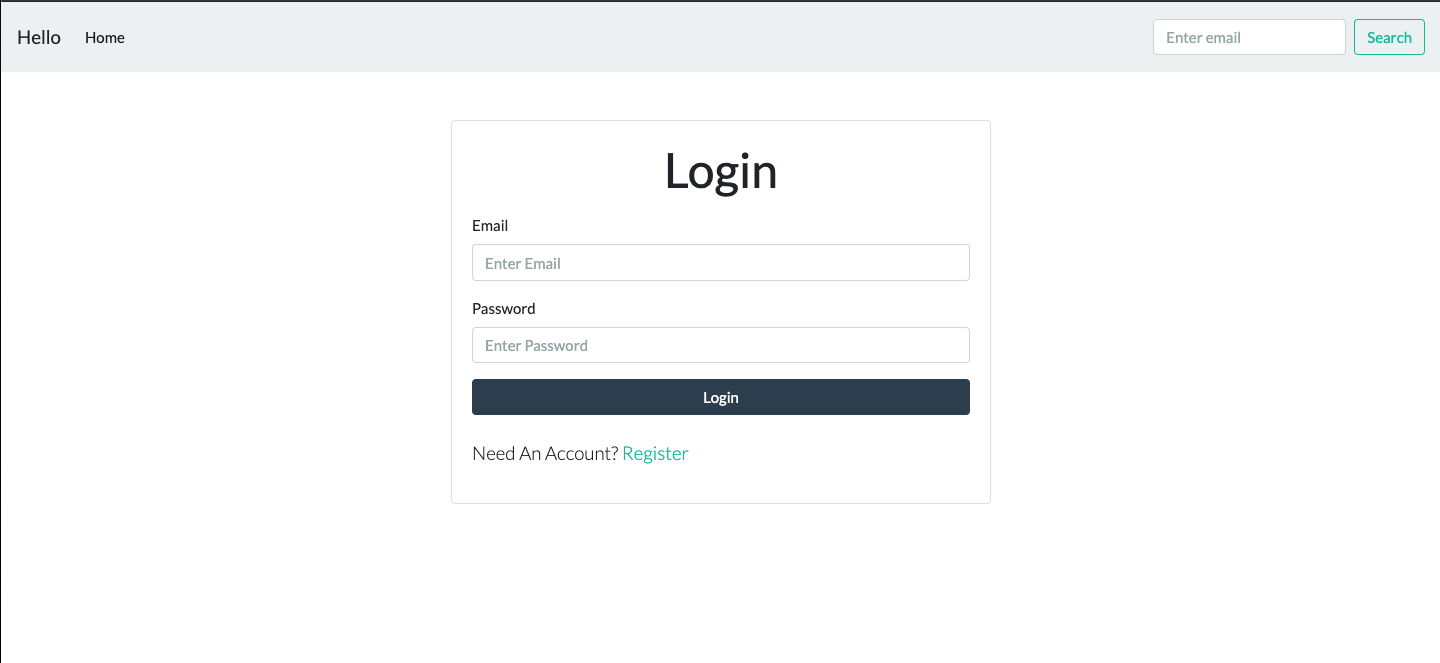 Hello Home Enter email Search
Login
Email
Enter Email
Password
Enter Password
Login
Need An Account? Register